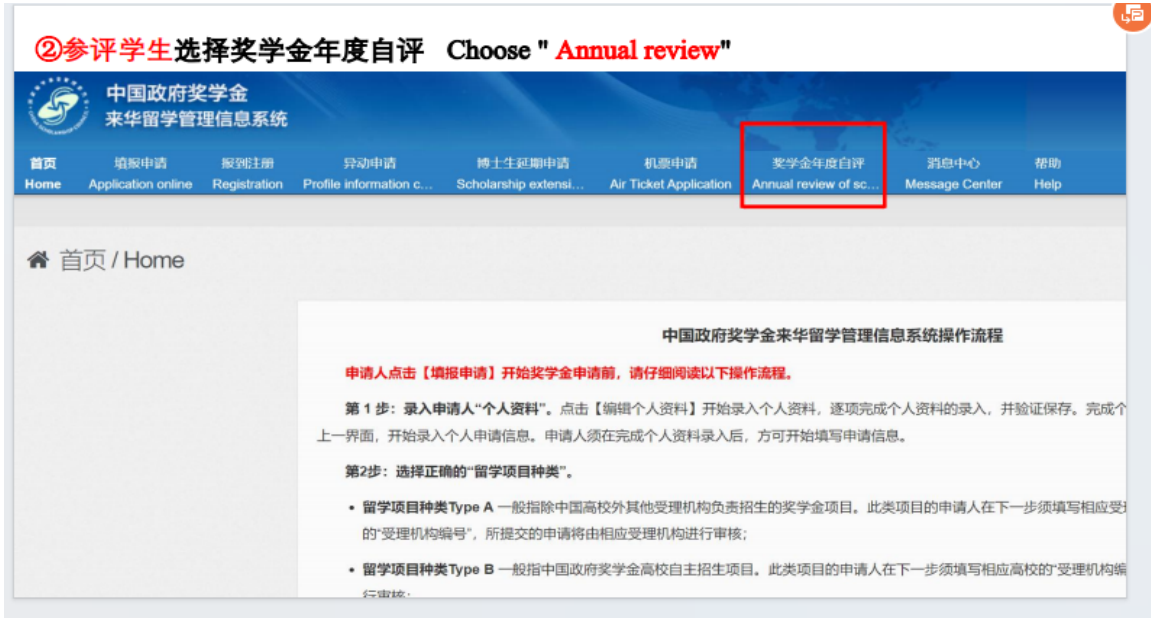 ②参评学生选择奖学金年度自评 Choose " Annual review"
中国政府奖学金
来华留学管理信息系统
首页 填报申请 报到注册 异动申请 博士生延期申请 机票申请 奖学金年度自评 消息中心 帮助
Home Application online Registration Profile information c... Scholarship extensi... Air Ticket Application Annual review of sc... Message Center Help
首页 / Home
中国政府奖学金来华留学管理信息系统操作流程
申请人点击【填报申请】开始奖学金申请前，请仔细阅读以下操作流程。
第 1 步：录入申请人“个人资料”。点击【编辑个人资料】开始录入个人资料，逐项完成个人资料的录入，并验证保存。完成个
上一界面，开始录入个人申请信息。申请人须在完成个人资料录入后，方可开始填写申请信息。
第2步：选择正确的“留学项目种类”。
• 留学项目种类Type A 一般指除中国高校外其他受理机构负责招生的奖学金项目。此类项目的申请人在下一步须填写相应受
的“受理机构编号”，所提交的申请将由相应受理机构进行审核；
• 留学项目种类Type B 一般指中国政府奖学金高校自主招生项目。此类项目的申请人在下一步须填写相应高校的“受理机构编
行审核；